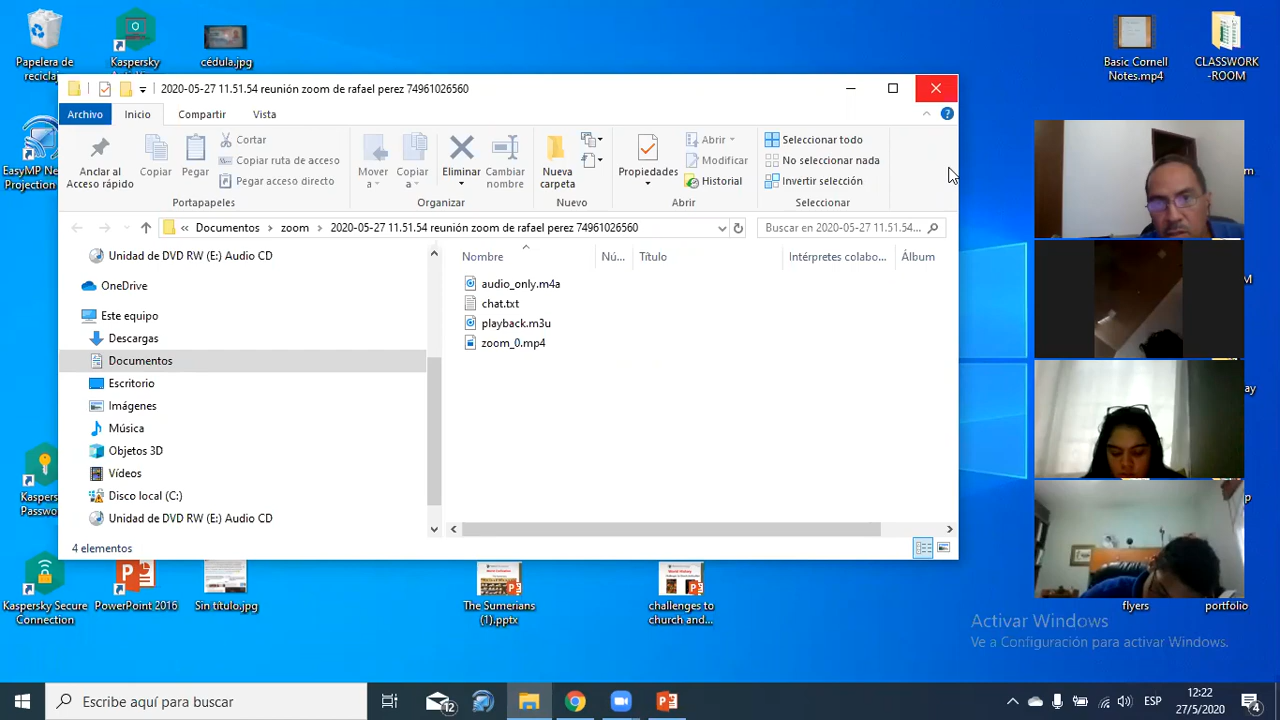 Papelera de
reciclaj
Kaspersky
cédula.jpg
Basic Cornell
Notes.mp4
CLASSWORK
-ROOM
2020-05-27 11.51.54 reunión zoom de rafael perez 74961026560
Archivo
Inicio
Compartir
Vista
EasyMP Ne
Projection
Anclar al
Acceso rápido
Copiar
Pegar
Cortar
Copiar ruta de acceso
Pegar acceso directo
Portapapeles
Mover
a
Copiar
a
Eliminar
Cambiar
nombre
Organizar
Nueva
carpeta
Nuevo
Propiedades
Abrir
Modificar
Historial
Abrir
Seleccionar todo
No seleccionar nada
Invertir selección
Seleccionar
« Documentos > zoom > 2020-05-27 11.51.54 reunión zoom de rafael perez 74961026560
Buscar en 2020-05-27 11.51.54...
Unidad de DVD RW (E:) Audio CD
OneDrive
Este equipo
Descargas
Documentos
Escritorio
Imágenes
Música
Objetos 3D
Vídeos
Disco local (C:)
Unidad de DVD RW (E:) Audio CD
Nombre
Nú...
Título
Intérpretes colabo...
Álbum
audio_only.m4a
chat.txt
playback.m3u
zoom_0.mp4
4 elementos
Kaspers
Passwo
Kaspersky Secure
Connection
PowerPoint 2016
Sin título.jpg
The Sumerians
(1).pptx
challenges to
church and...
flyers
portfolio
Activar Windows
Ve a Configuración para activar Windows.
Escribe aquí para buscar
12
ESP
12:22
27/5/2020
4